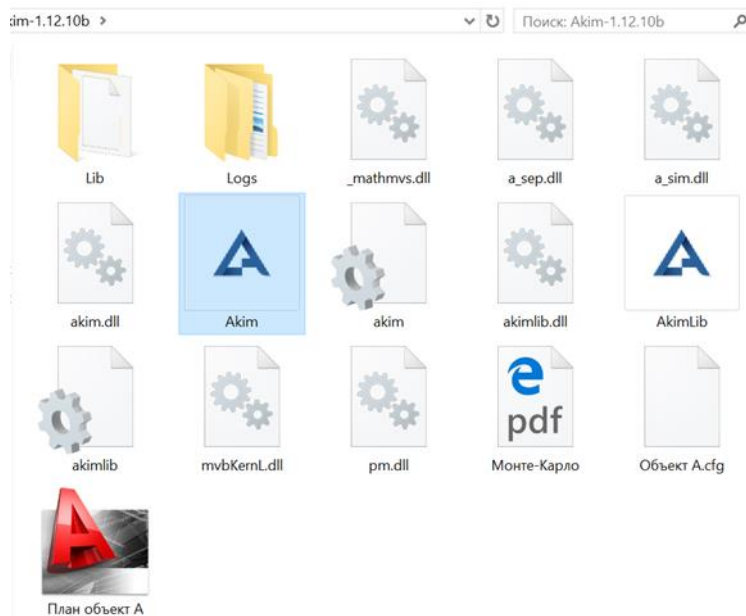 kim-1.12.10b
Поиск: Akim-1.12.10b
Lib
Logs
_mathmvs.dll
a_sep.dll
a_sim.dll
akim.dll
Akim
akim
akimlib.dll
AkimLib
akimlib
mvbKernL.dll
pm.dll
pdf
Монте-Карло
Объект A.cfg
План объект А